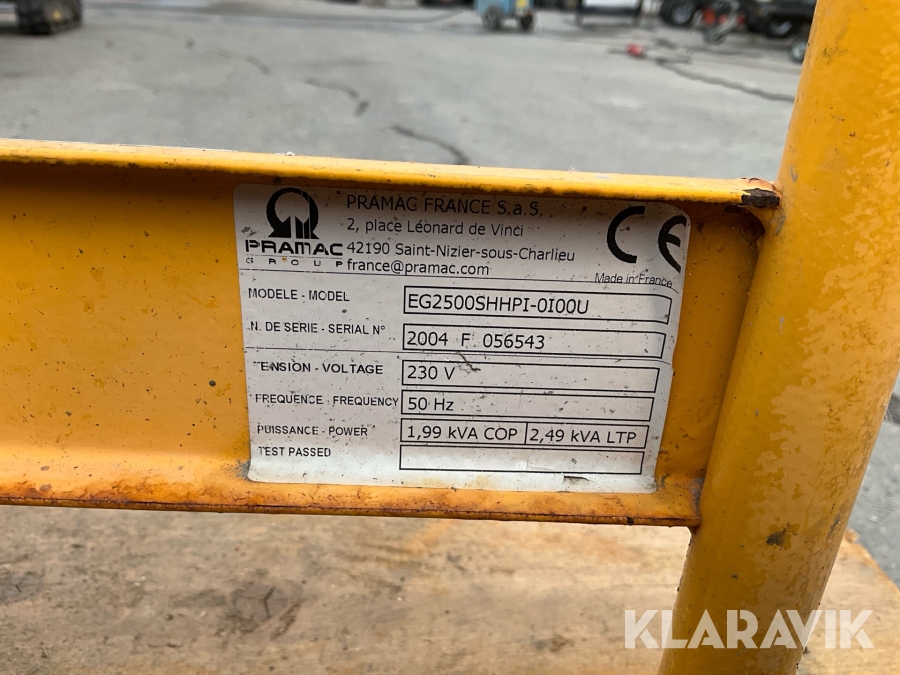 PRAMAC
GROUP
PRAMAC FRANCE S.a.S.
2, place Léonard de Vinci
42190 Saint-Nizier-sous-Charlieu
france@pramac.com
CE
Made in France
MODELE - MODEL EG2500SHHPI-0I00U
N. DE SERIE - SERIAL N° 2004 F 056543
TENSION - VOLTAGE 230 V
FREQUENCE - FREQUENCY 50 Hz
PUISSANCE - POWER 1,99 kVA COP 2,49 kVA LTP
TEST PASSED
KLARAVIK